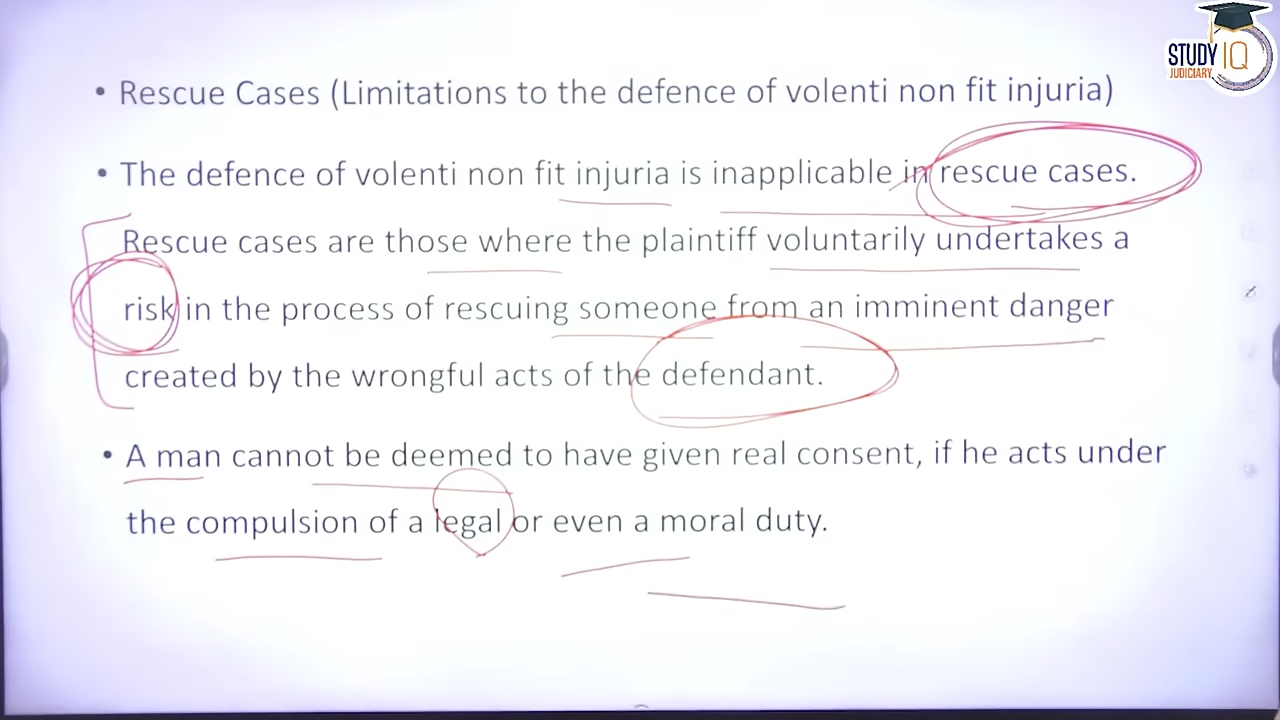 STUDY IQ
JUDICIARY
• Rescue Cases (Limitations to the defence of volenti non fit injuria)
• The defence of volenti non fit injuria is inapplicable in rescue cases.
Rescue cases are those where the plaintiff voluntarily undertakes a
risk in the process of rescuing someone from an imminent danger
created by the wrongful acts of the defendant.
• A man cannot be deemed to have given real consent, if he acts under
the compulsion of a legal or even a moral duty.